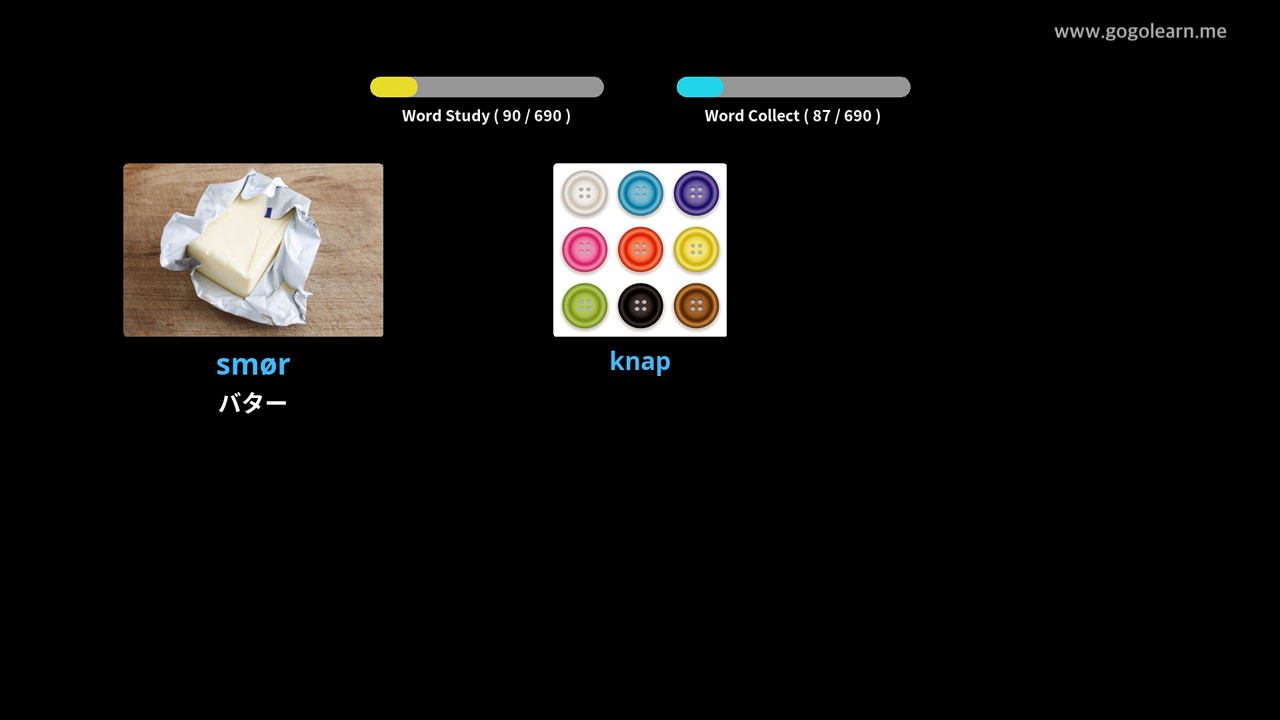 www.gogolearn.me
Word Study ( 90 / 690 )
Word Collect ( 87 / 690 )
smør
バター
knap